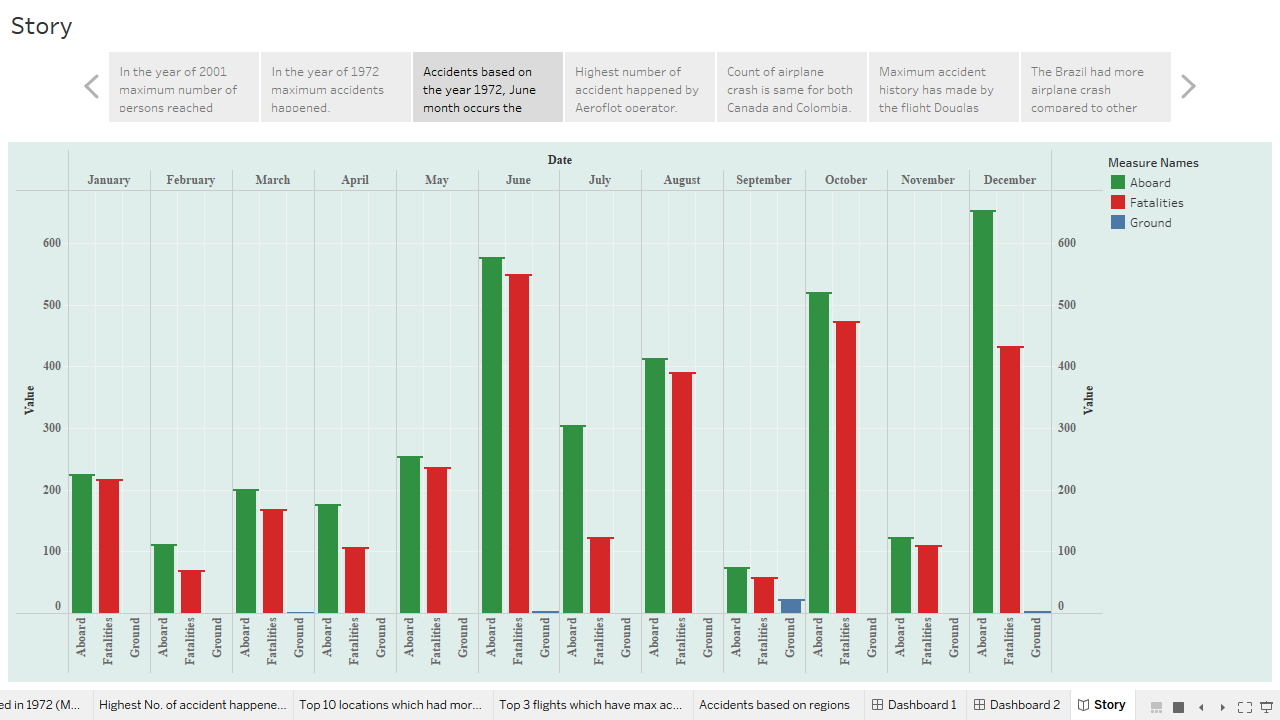 Story
In the year of 2001
maximum number of
persons reached
In the year of 1972
maximum accidents
happened.
Accidents based on
the year 1972, June
month occurs the
Highest number of
accident happened by
Aeroflot operator.
Count of airplane
crash is same for both
Canada and Colombia.
Maximum accident
history has made by
the flight Douglas
The Brazil had more
airplane crash
compared to other
Date
January February March April May June July August September October November December
Measure Names
Aboard
Fatalities
Ground
600 600
500 500
400 400
Value Value
300 300
200 200
100 100
0 0
Aboard Fatalities Ground Aboard Fatalities Ground Aboard Fatalities Ground Aboard Fatalities Ground Aboard Fatalities Ground Aboard Fatalities Ground Aboard Fatalities Ground Aboard Fatalities Ground Aboard Fatalities Ground Aboard Fatalities Ground Aboard Fatalities Ground Aboard Fatalities Ground
ed in 1972 (M... Highest No. of accident happene... Top 10 locations which had mor... Top 3 flights which have max ac... Accidents based on regions Dashboard 1 Dashboard 2 Story